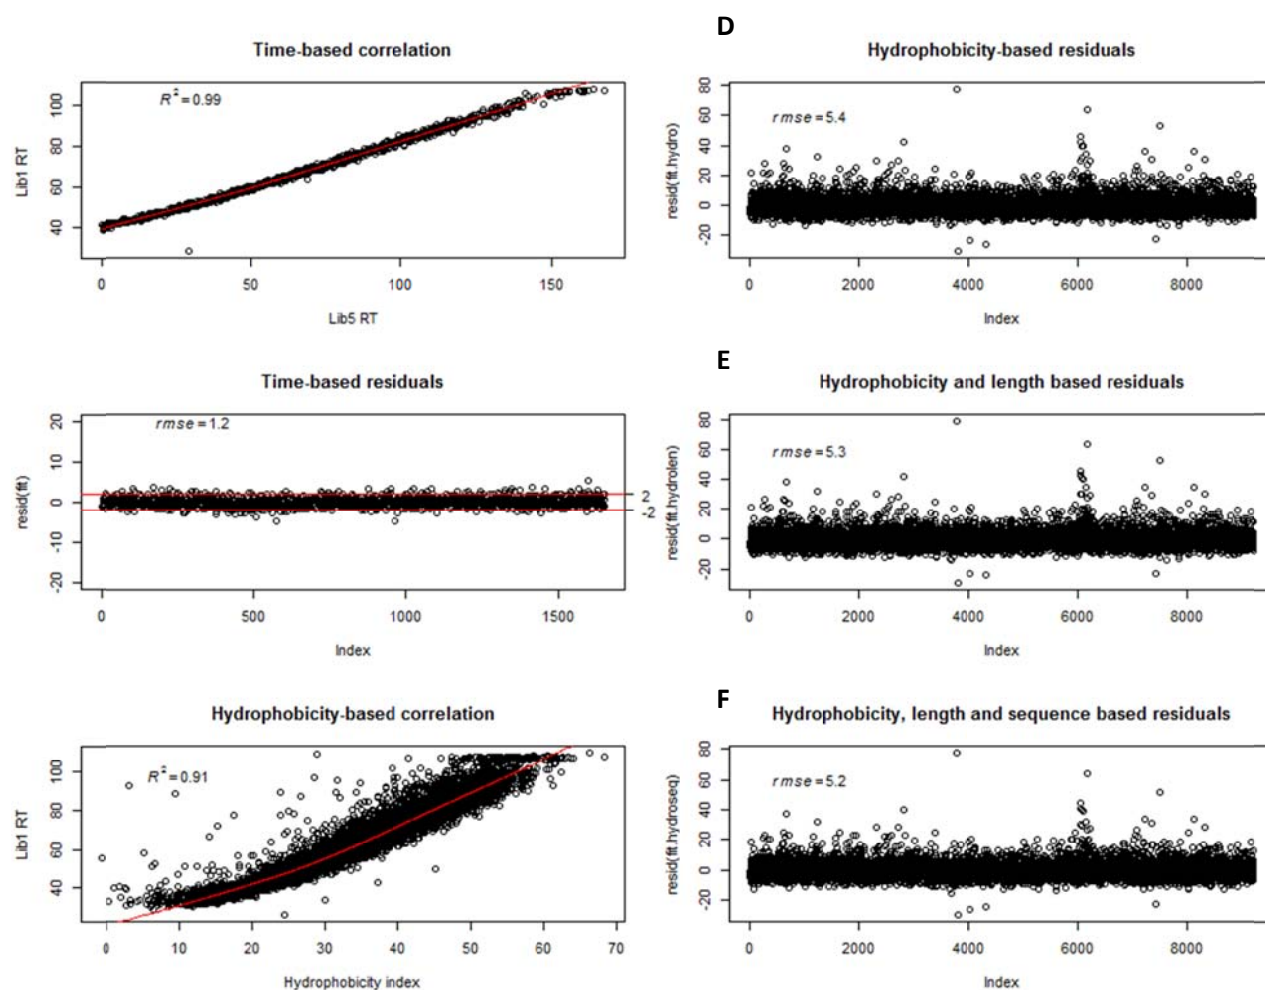 Time-based correlation
R² = 0.99
Lib1 RT
100
80
60
40
0 50 100 150
Lib5 RT
Time-based residuals
rmse = 1.2
resid(fit)
20
10
0
-10
-20
2
-2
0 500 1000 1500
Index
Hydrophobicity-based correlation
R² = 0.91
Lib1 RT
100
80
60
40
0 10 20 30 40 50 60 70
Hydrophobicity index
D
Hydrophobicity-based residuals
rmse = 5.4
resid(fit.hydro)
80
60
40
20
0
-20
0 2000 4000 6000 8000
Index
E
Hydrophobicity and length based residuals
rmse = 5.3
resid(fit.hydrolen)
80
60
40
20
0
-20
0 2000 4000 6000 8000
Index
F
Hydrophobicity, length and sequence based residuals
rmse = 5.2
resid(fit.hydroseq)
80
60
40
20
0
-20
0 2000 4000 6000 8000
Index